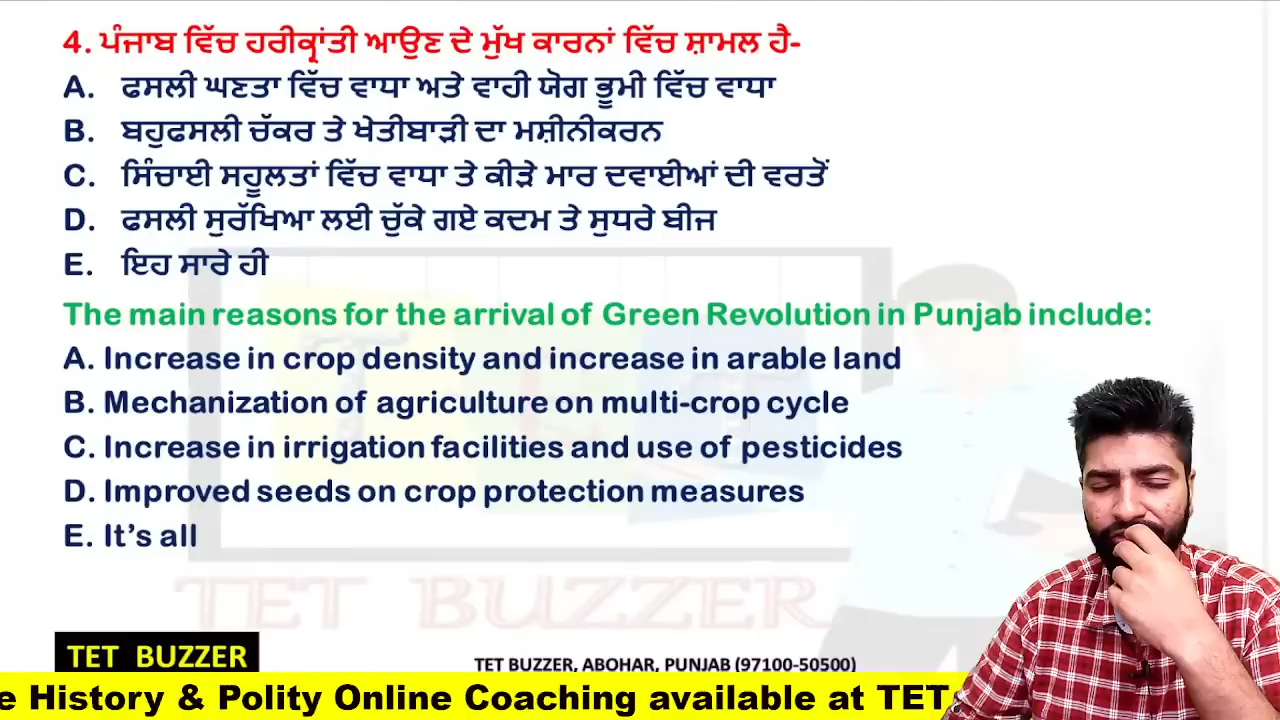 4. ਪੰਜਾਬ ਵਿੱਚ ਹਰੀਕ੍ਰਾਂਤੀ ਆਉਣ ਦੇ ਮੁੱਖ ਕਾਰਨਾਂ ਵਿੱਚ ਸ਼ਾਮਲ ਹੈ-
A. ਫਸਲੀ ਘਣਤਾ ਵਿੱਚ ਵਾਧਾ ਅਤੇ ਵਾਹੀ ਯੋਗ ਭੂਮੀ ਵਿੱਚ ਵਾਧਾ
B. ਬਹੁਫਸਲੀ ਚੱਕਰ ਤੇ ਖੇਤੀਬਾੜੀ ਦਾ ਮਸ਼ੀਨੀਕਰਨ
C. ਸਿੰਚਾਈ ਸਹੂਲਤਾਂ ਵਿੱਚ ਵਾਧਾ ਤੇ ਕੀੜੇ ਮਾਰ ਦਵਾਈਆਂ ਦੀ ਵਰਤੋਂ
D. ਫਸਲੀ ਸੁਰੱਖਿਆ ਲਈ ਚੁੱਕੇ ਗਏ ਕਦਮ ਤੇ ਸੁਧਰੇ ਬੀਜ
E. ਇਹ ਸਾਰੇ ਹੀ
The main reasons for the arrival of Green Revolution in Punjab include:
A. Increase in crop density and increase in arable land
B. Mechanization of agriculture on multi-crop cycle
C. Increase in irrigation facilities and use of pesticides
D. Improved seeds on crop protection measures
E. It’s all
TET BUZZER
TET BUZZER
TET BUZZER, ABOHAR, PUNJAB (97100-50500)
e History & Polity Online Coaching available at TET